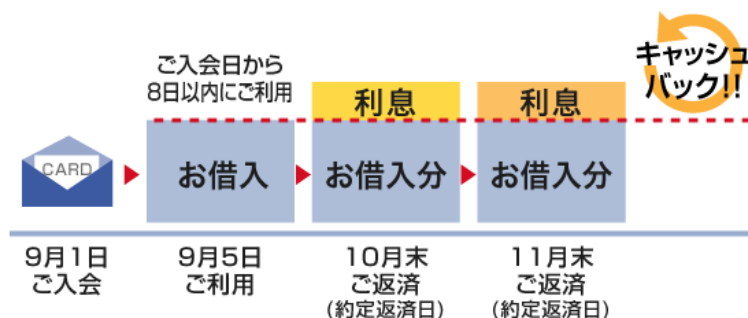 キャッシュ
バック!!
ご入会日から
8日以内にご利用
利息
利息
CARD
お借入
お借入分
お借入分
9月1日
ご入会
9月5日
ご利用
10月末
ご返済
(約定返済日)
11月末
ご返済
(約定返済日)